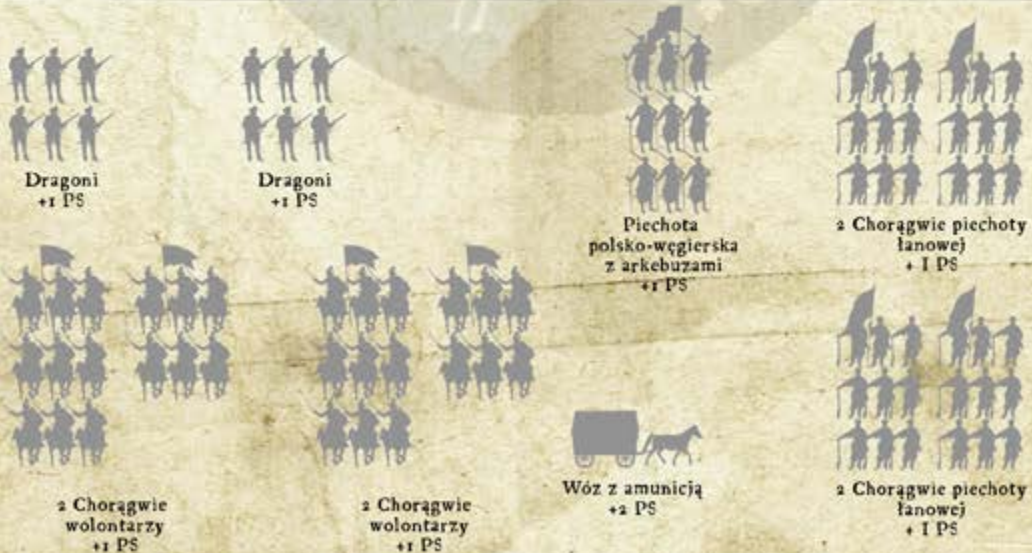 Dragoni
+1 PS
Dragoni
+1 PS
Piechota
polsko-węgierska
z arkebuzami
+1 PS
2 Chorągwie piechoty
łanowej
+ 1 PS
2 Chorągwie
wolontarzy
+1 PS
2 Chorągwie
wolontarzy
+1 PS
Wóz z amunicją
+2 PS
2 Chorągwie piechoty
łanowej
+ 1 PS